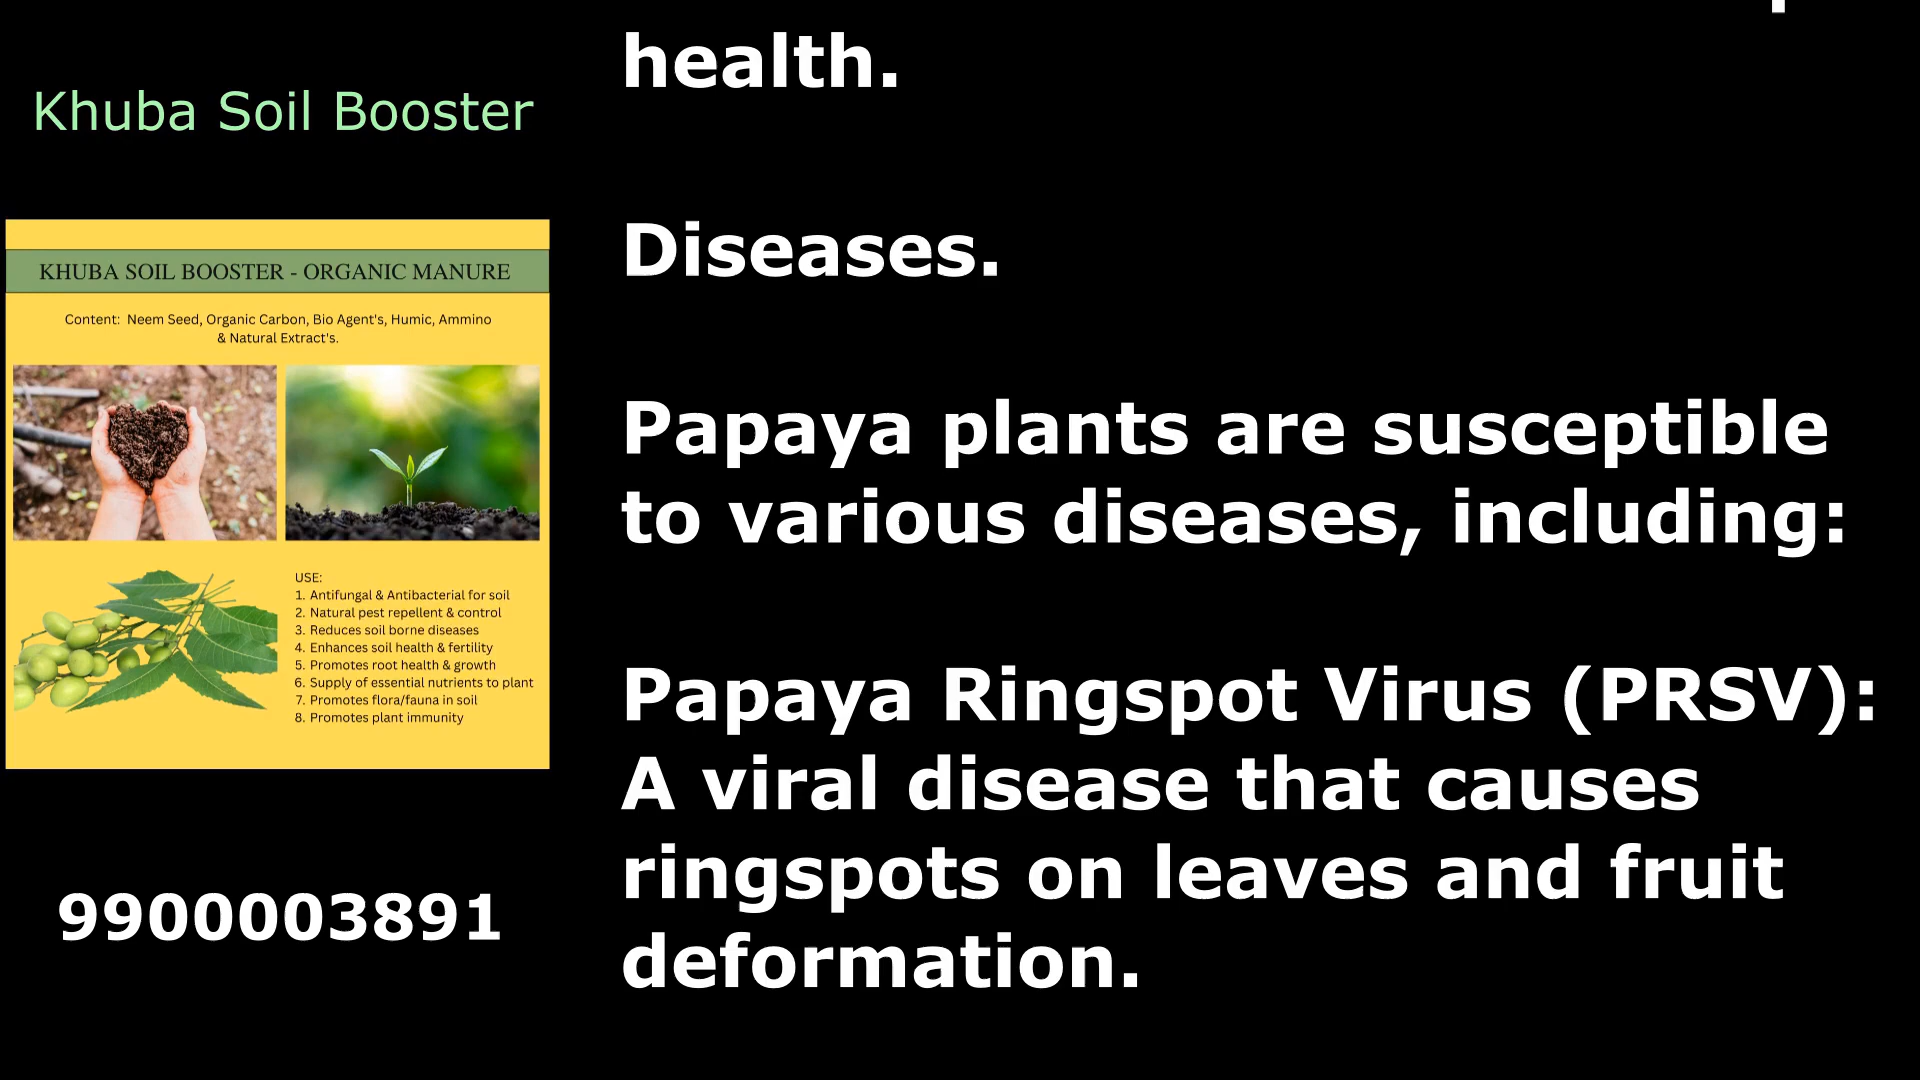 Khuba Soil Booster
KHUBA SOIL BOOSTER - ORGANIC MANURE
Content: Neem Seed, Organic Carbon, Bio Agent's, Humic, Ammino
& Natural Extract's.
USE:
1. Antifungal & Antibacterial for soil
2. Natural pest repellent & control
3. Reduces soil borne diseases
4. Enhances soil health & fertility
5. Promotes root health & growth
6. Supply of essential nutrients to plant
7. Promotes flora/fauna in soil
8. Promotes plant immunity
9900003891
health.
Diseases.
Papaya plants are susceptible
to various diseases, including:
Papaya Ringspot Virus (PRSV):
A viral disease that causes
ringspots on leaves and fruit
deformation.